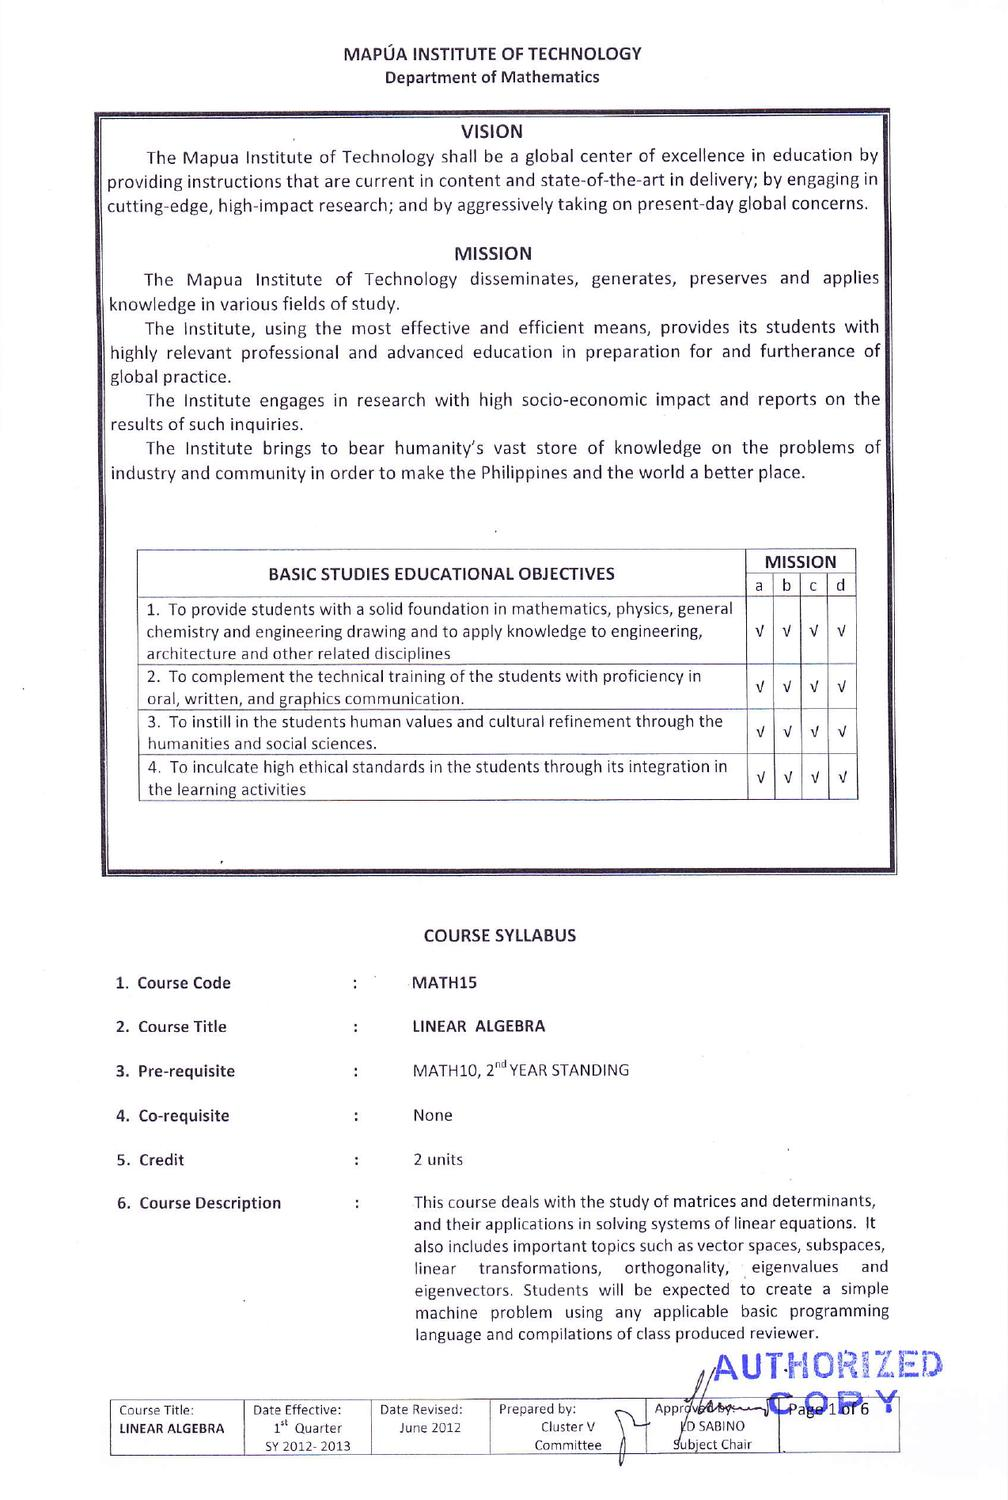 MAPÚA INSTITUTE OF TECHNOLOGY
Department of Mathematics
VISION
The Mapua Institute of Technology shall be a global center of excellence in education by
providing instructions that are current in content and state-of-the-art in delivery; by engaging in
cutting-edge, high-impact research; and by aggressively taking on present-day global concerns.
MISSION
The Mapua Institute of Technology disseminates, generates, preserves and applies
knowledge in various fields of study.
The Institute, using the most effective and efficient means, provides its students with
highly relevant professional and advanced education in preparation for and furtherance of
global practice.
The Institute engages in research with high socio-economic impact and reports on the
results of such inquiries.
The Institute brings to bear humanity's vast store of knowledge on the problems of
industry and community in order to make the Philippines and the world a better place.
BASIC STUDIES EDUCATIONAL OBJECTIVES MISSION
a b c d
1. To provide students with a solid foundation in mathematics, physics, general
chemistry and engineering drawing and to apply knowledge to engineering, √ √ √ √
architecture and other related disciplines
2. To complement the technical training of the students with proficiency in
oral, written, and graphics communication. √ √ √ √
3. To instill in the students human values and cultural refinement through the
humanities and social sciences. √ √ √ √
4. To inculcate high ethical standards in the students through its integration in
the learning activities √ √ √ √
COURSE SYLLABUS
1. Course Code : MATH15
2. Course Title : LINEAR ALGEBRA
3. Pre-requisite : MATH10, 2nd YEAR STANDING
4. Co-requisite : None
5. Credit : 2 units
6. Course Description : This course deals with the study of matrices and determinants,
and their applications in solving systems of linear equations. It
also includes important topics such as vector spaces, subspaces,
linear transformations, orthogonality, eigenvalues and
eigenvectors. Students will be expected to create a simple
machine problem using any applicable basic programming
language and compilations of class produced reviewer.
AUTHORIZED
COPY
Course Title: Date Effective: Date Revised: Prepared by: Approved by: Page 1 of 6
LINEAR ALGEBRA 1st Quarter June 2012 Cluster V JD SABINO
SY 2012- 2013 Committee Subject Chair